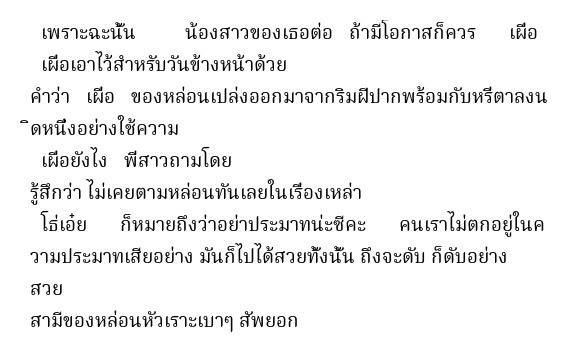 เพราะฉะนั้น น้องสาวของเธอต่อ ถ้ามีโอกาสก็ควร เผื่อ
เผื่อเอาไว้สำหรับวันข้างหน้าด้วย
คำว่า เผื่อ ของหล่อนเปล่งออกมาจากริมฝีปากพร้อมกับหรี่ตาลงน
ิดหนึ่งอย่างใช้ความ
เผื่อยังไง พี่สาวถามโดย
รู้สึกว่า ไม่เคยตามหล่อนทันเลยในเรื่องเหล่า
โธ่เอ๋ย ก็หมายถึงว่าอย่าประมาทน่ะซีคะ คนเราไม่ตกอยู่ในค
วามประมาทเสียอย่าง มันก็ไปได้สวยทั้งนั้น ถึงจะดับ ก็ดับอย่าง
สวย
สามีของหล่อนหัวเราะเบาๆ สัพยอก